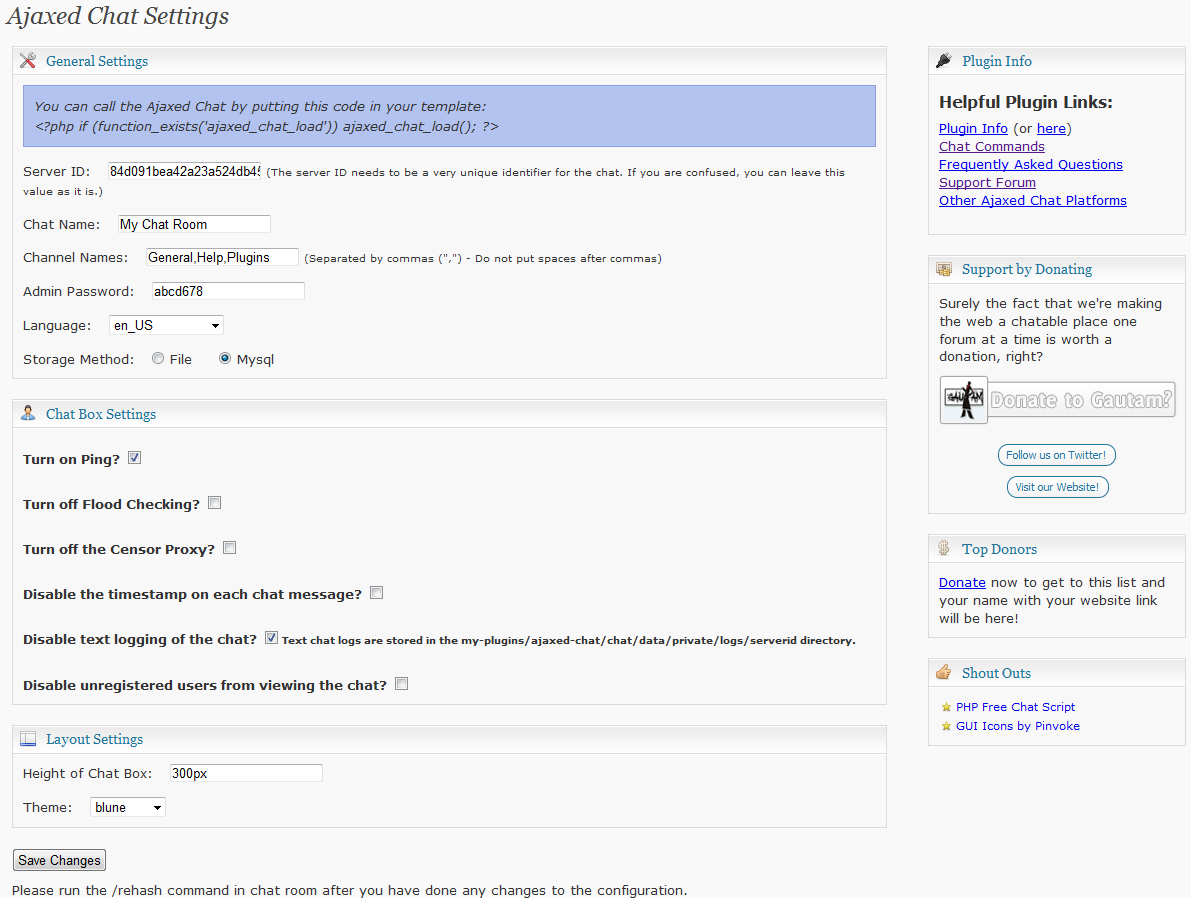 Ajaxed Chat Settings
General Settings
You can call the Ajaxed Chat by putting this code in your template:
<?php if (function_exists('ajaxed_chat_load')) ajaxed_chat_load(); ?>
Server ID: 84d091bea42a23a524db45 (The server ID needs to be a very unique identifier for the chat. If you are confused, you can leave this
value as it is.)
Chat Name: My Chat Room
Channel Names: General,Help,Plugins (Separated by commas (",") - Do not put spaces after commas)
Admin Password: abcd678
Language: en_US
Storage Method: File Mysql
Chat Box Settings
Turn on Ping?
Turn off Flood Checking?
Turn off the Censor Proxy?
Disable the timestamp on each chat message?
Disable text logging of the chat? Text chat logs are stored in the my-plugins/ajaxed-chat/chat/data/private/logs/serverid directory.
Disable unregistered users from viewing the chat?
Layout Settings
Height of Chat Box: 300px
Theme: blune
Save Changes
Please run the /rehash command in chat room after you have done any changes to the configuration.
Plugin Info
Helpful Plugin Links:
Plugin Info (or here)
Chat Commands
Frequently Asked Questions
Support Forum
Other Ajaxed Chat Platforms
Support by Donating
Surely the fact that we're making
the web a chatable place one
forum at a time is worth a
donation, right?
GAUTAM Donate to Gautam?
Follow us on Twitter!
Visit our Website!
Top Donors
Donate now to get to this list and
your name with your website link
will be here!
Shout Outs
PHP Free Chat Script
GUI Icons by Pinvoke